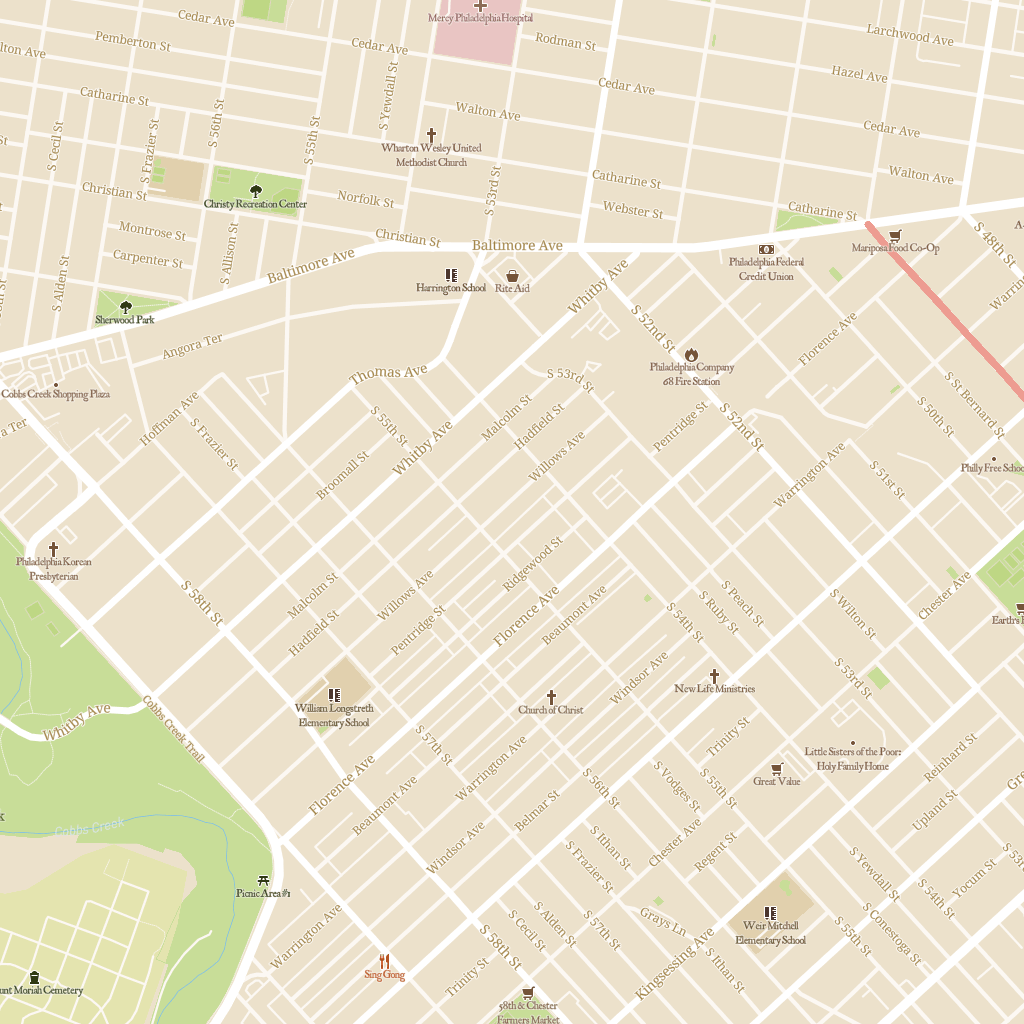 Cedar Ave
Mercy Philadelphia Hospital
Larchwood Ave
Pemberton St
Cedar Ave
Rodman St
Hazel Ave
S Yewdall St
Cedar Ave
Catharine St
S 56th St
Walton Ave
Cedar Ave
S Cecil St
S Frazier St
S 55th St
Wharton Wesley United
Methodist Church
Walton Ave
Catharine St
Christian St
Christy Recreation Center
Norfolk St
S 53rd St
Webster St
Catharine St
S 48th St
Montrose St
Christian St
Baltimore Ave
Mariposa Food Co-Op
Carpenter St
S Allison St
Baltimore Ave
Philadelphia Federal
Credit Union
S Alden St
Harrington School
Rite Aid
Whitby Ave
Sherwood Park
S 52nd St
Florence Ave
Angora Ter
Thomas Ave
S 53rd St
Philadelphia Company
68 Fire Station
Cobbs Creek Shopping Plaza
S St Bernard St
Hoffman Ave
S Frazier St
S 55th St
Malcolm St
Hadfield St
Pentridge St
S 52nd St
S 50th St
Whitby Ave
Willows Ave
Broomall St
Warrington Ave
S 51st St
Philadelphia Korean
Presbyterian
Ridgewood St
S 58th St
Malcolm St
Willows Ave
Hadfield St
Pentridge St
Florence Ave
Beaumont Ave
S 54th St
S Ruby St
S Peach St
S Wilton St
Chester Ave
William Longstreth
Elementary School
Church of Christ
Windsor Ave
New Life Ministries
S 53rd St
Whitby Ave
Cobbs Creek Trail
S 57th St
Warrington Ave
Trinity St
Little Sisters of the Poor:
Holy Family Home
Great Value
Reinhard St
Florence Ave
Beaumont Ave
Belmar St
S 56th St
S Vodges St
S 55th St
Upland St
Cobbs Creek
Windsor Ave
S Ithan St
Chester Ave
Regent St
Picnic Area #1
S Frazier St
S Yewdall St
S 54th St
Yocum St
Warrington Ave
S 58th St
S Cecil St
S Alden St
S 57th St
Grays Ln
Kingsessing Ave
Weir Mitchell
Elementary School
S Conestoga St
S 55th St
S Ithan St
Sing Gong
Trinity St
58th & Chester
Farmers Market